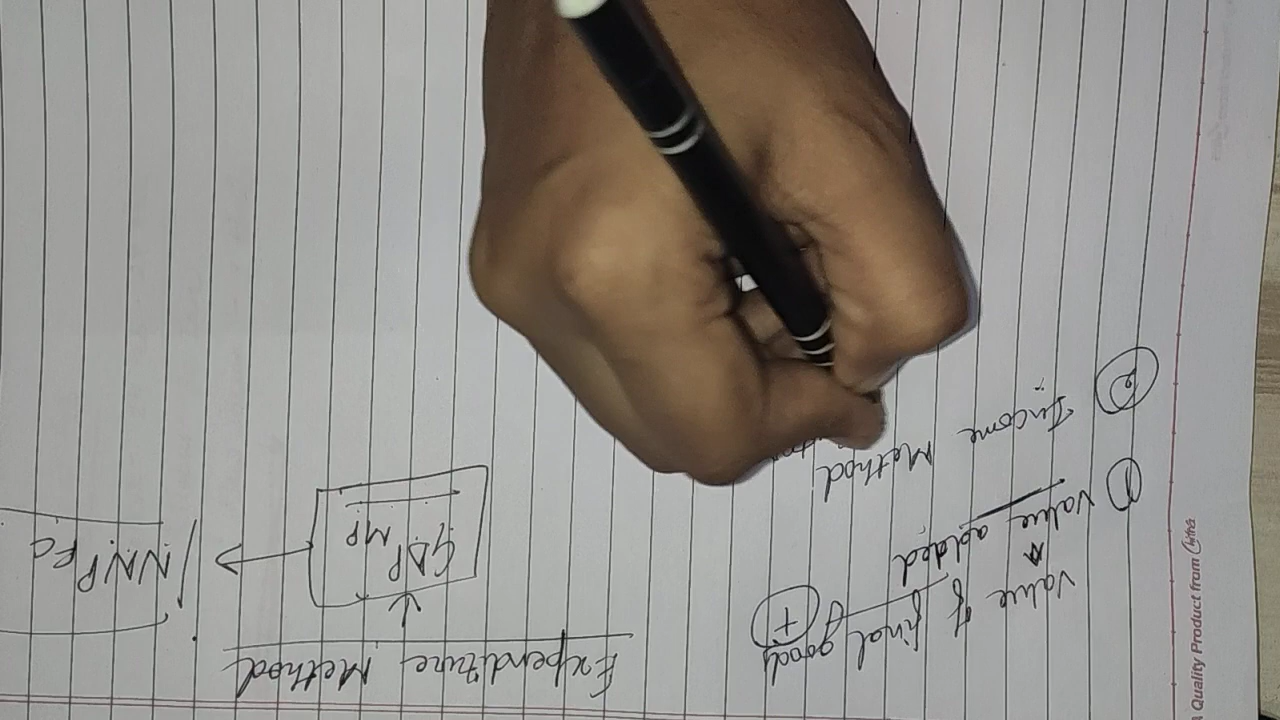 Expenditure Method
GDP MP
NNP FC
Value of final goods
+
① Value added
② Income Method
Quality Product from Chitra